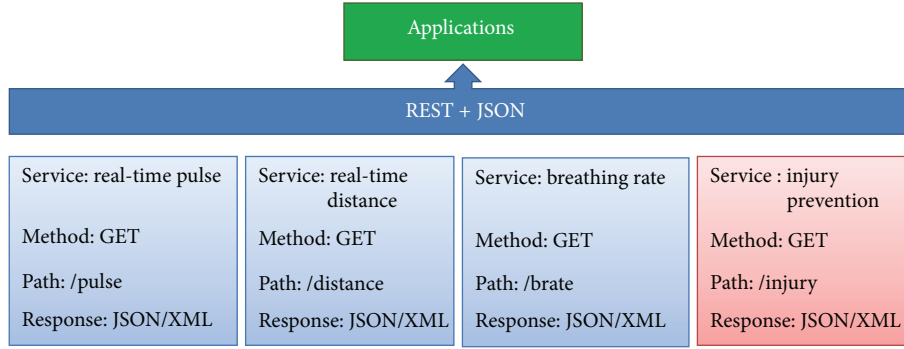 Applications
REST + JSON
Service: real-time pulse
Method: GET
Path: /pulse
Response: JSON/XML
Service: real-time
distance
Method: GET
Path: /distance
Response: JSON/XML
Service: breathing rate
Method: GET
Path: /brate
Response: JSON/XML
Service : injury
prevention
Method: GET
Path: /injury
Response: JSON/XML